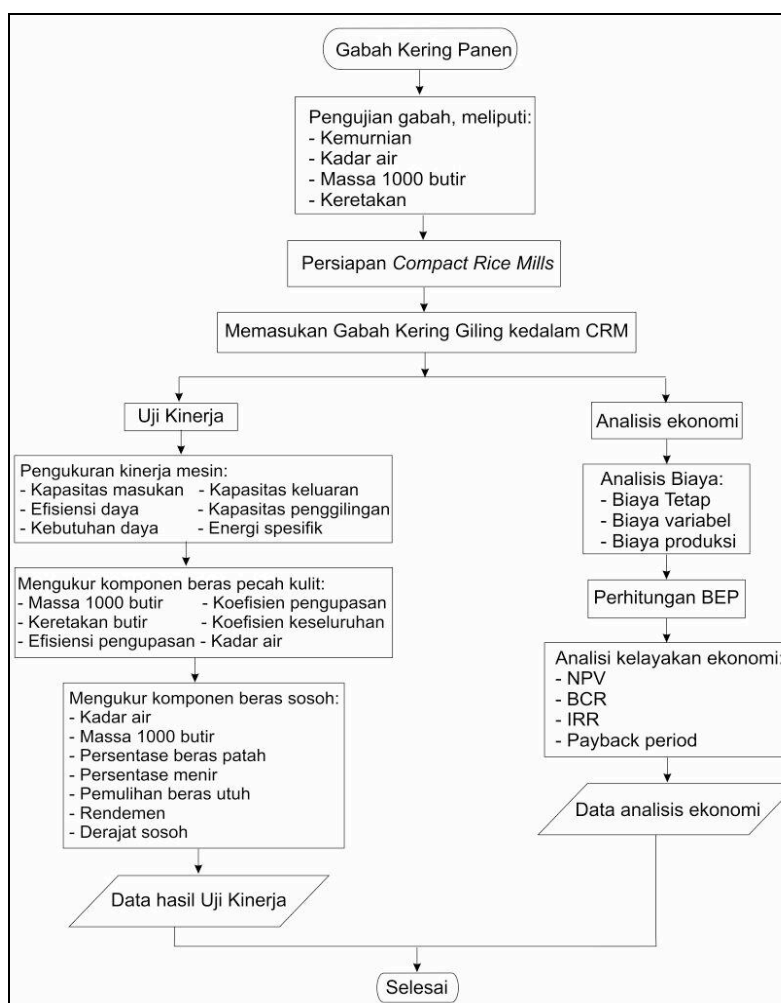 Gabah Kering Panen
Pengujian gabah, meliputi:
- Kemurnian
- Kadar air
- Massa 1000 butir
- Keretakan
Persiapan Compact Rice Mills
Memasukan Gabah Kering Giling kedalam CRM
Uji Kinerja
Pengukuran kinerja mesin:
- Kapasitas masukan - Kapasitas keluaran
- Efisiensi daya - Kapasitas penggilingan
- Kebutuhan daya - Energi spesifik
Mengukur komponen beras pecah kulit:
- Massa 1000 butir - Koefisien pengupasan
- Keretakan butir - Koefisien keseluruhan
- Efisiensi pengupasan - Kadar air
Mengukur komponen beras sosoh:
- Kadar air
- Massa 1000 butir
- Persentase beras patah
- Persentase menir
- Pemulihan beras utuh
- Rendemen
- Derajat sosoh
Data hasil Uji Kinerja
Analisis ekonomi
Analisis Biaya:
- Biaya Tetap
- Biaya variabel
- Biaya produksi
Perhitungan BEP
Analisi kelayakan ekonomi:
- NPV
- BCR
- IRR
- Payback period
Data analisis ekonomi
Selesai